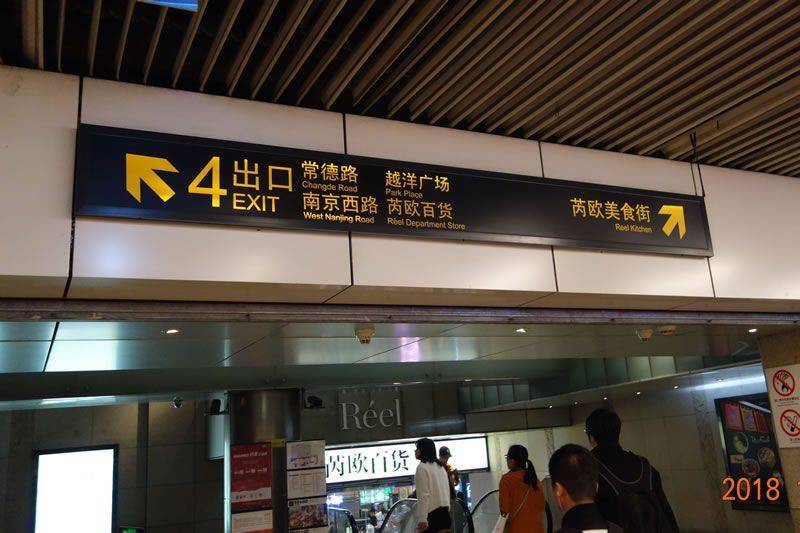 4 出口 EXIT
常德路
Changde Road
南京西路
West Nanjing Road
越洋广场
Park Place
芮欧百货
Réel Department Store
芮欧美食街
Reel Kitchen
Réel
芮欧百货
2018